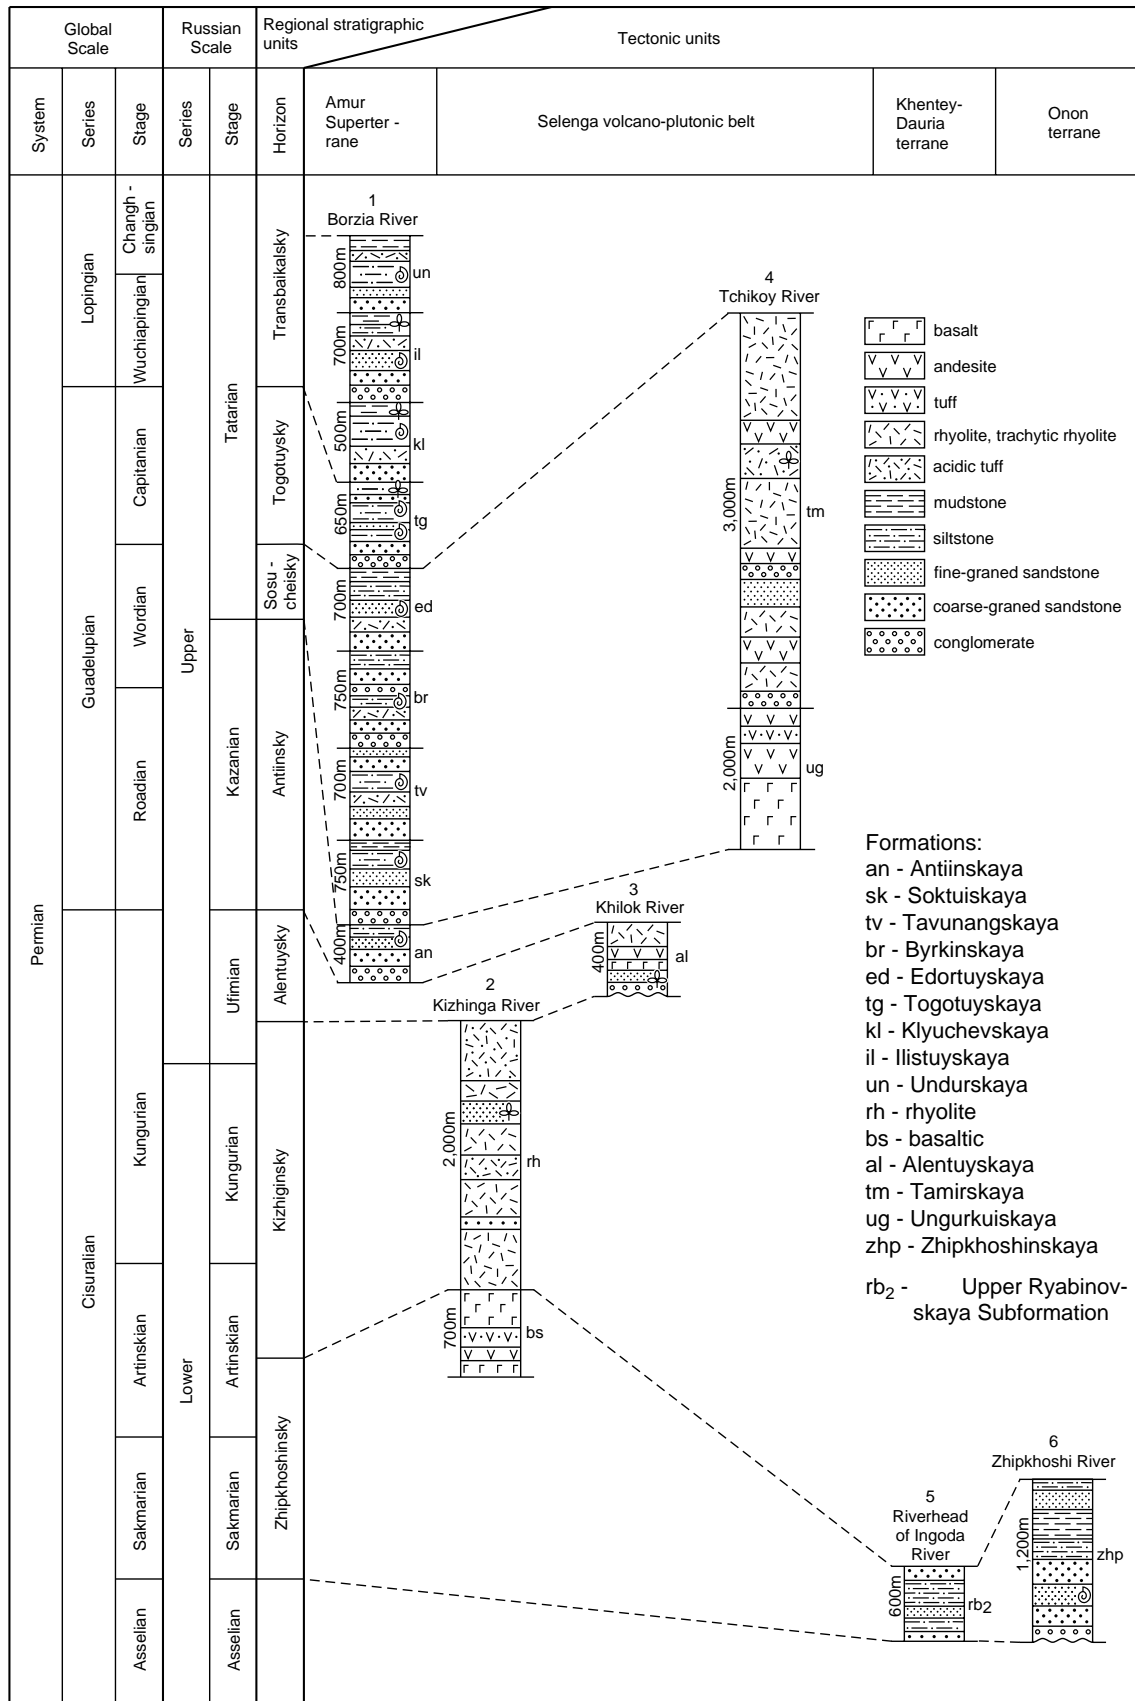 Global
Scale
Russian
Scale
Regional stratigraphic
units
Tectonic units
System
Series
Stage
Series
Stage
Horizon
Amur
Superter -
rane
Selenga volcano-plutonic belt
Khentey-
Dauria
terrane
Onon
terrane
Permian
Lopingian
Guadelupian
Cisuralian
Changh -
singian
Wuchiapingian
Capitanian
Wordian
Roadian
Kungurian
Artinskian
Sakmarian
Asselian
Upper
Lower
Tatarian
Kazanian
Ufimian
Kungurian
Artinskian
Sakmarian
Asselian
Transbaikalsky
Togotuysky
Sosu -
cheisky
Antiinsky
Alentuysky
Kizhiginsky
Zhipkhoshinsky
1
Borzia River
800m
un
700m
il
500m
kl
650m
tg
700m
ed
750m
br
700m
tv
750m
sk
400m
an
2
Kizhinga River
2,000m
rh
700m
bs
3
Khilok River
400m
al
4
Tchikoy River
3,000m
tm
2,000m
ug
5
Riverhead
of Ingoda
River
600m
rb2
6
Zhipkhoshi River
1,200m
zhp
basalt
andesite
tuff
rhyolite, trachytic rhyolite
acidic tuff
mudstone
siltstone
fine-graned sandstone
coarse-graned sandstone
conglomerate
Formations:
an - Antiinskaya
sk - Soktuiskaya
tv - Tavunangskaya
br - Byrkinskaya
ed - Edortuyskaya
tg - Togotuyskaya
kl - Klyuchevskaya
il - Ilistuyskaya
un - Undurskaya
rh - rhyolite
bs - basaltic
al - Alentuyskaya
tm - Tamirskaya
ug - Ungurkuiskaya
zhp - Zhipkhoshinskaya
rb2 - Upper Ryabinov-
skaya Subformation